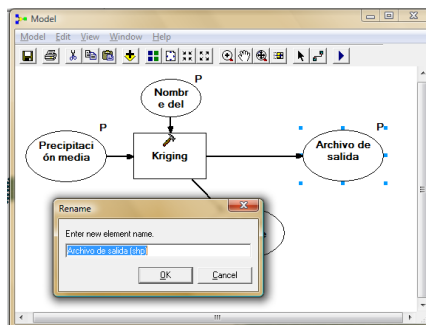 Model
Model Edit View Window Help
P
Nombr
e del
P
Precipitaci
ón media
Kriging
P
Archivo de
salida
Rename
Enter new element name.
Archivo de salida (shp)
OK
Cancel
e